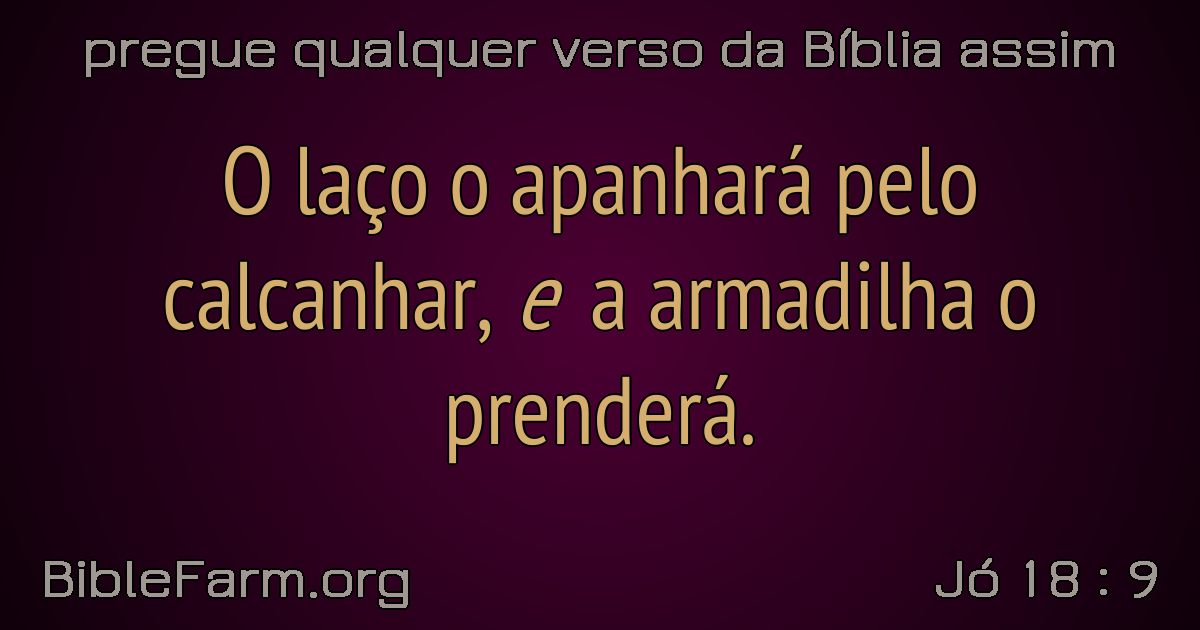 pregue qualquer verso da Bíblia assim
O laço o apanhará pelo
calcanhar, e a armadilha o
prenderá.
BibleFarm.org
Jó 18 : 9